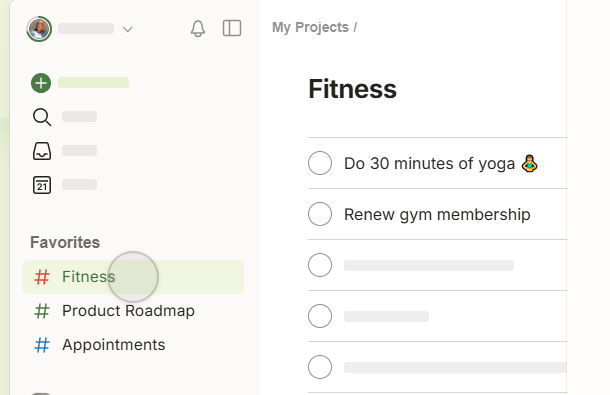 My Projects /
Fitness
Do 30 minutes of yoga 🧘‍♂️
Renew gym membership
21
Favorites
# Fitness
# Product Roadmap
# Appointments